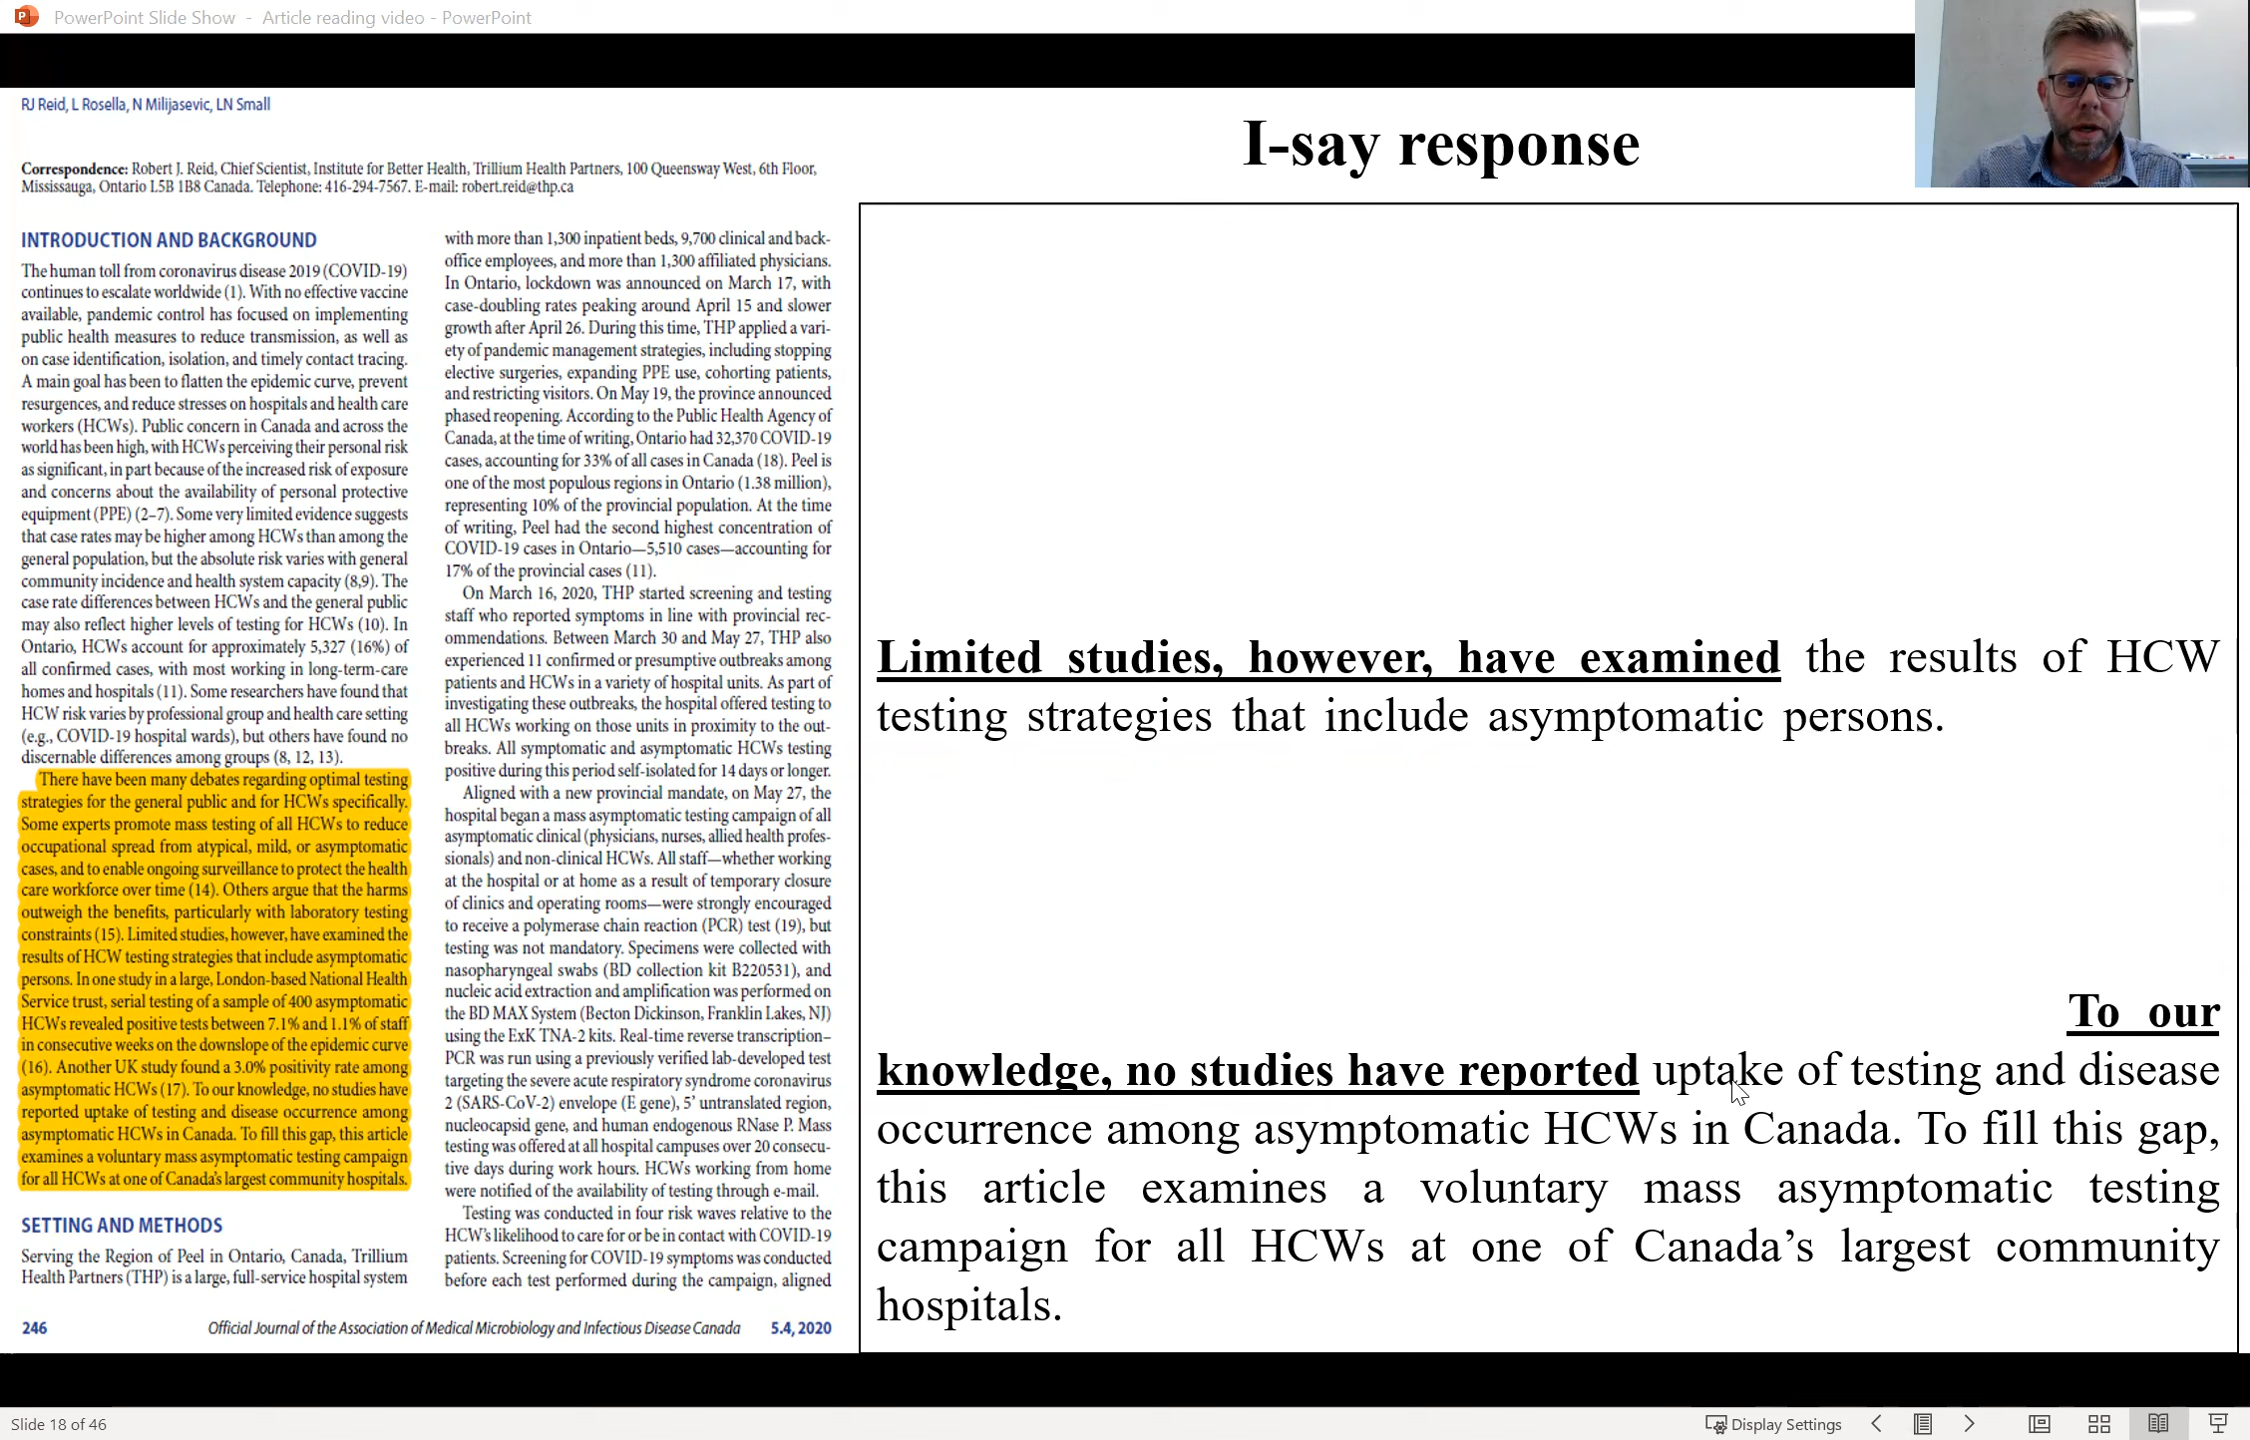 PowerPoint Slide Show - Article reading video - PowerPoint
RJ Reid, L Rosella, N Milijasevic, LN Small
Correspondence: Robert J. Reid, Chief Scientist, Institute for Better Health, Trillium Health Partners, 100 Queensway West, 6th Floor,
Mississauga, Ontario L5B 1B8 Canada. Telephone: 416-294-7567. E-mail: robert.reid@thp.ca
INTRODUCTION AND BACKGROUND
The human toll from coronavirus disease 2019 (COVID-19)
continues to escalate worldwide (1). With no effective vaccine
available, pandemic control has focused on implementing
public health measures to reduce transmission, as well as
on case identification, isolation, and timely contact tracing.
A main goal has been to flatten the epidemic curve, prevent
resurgences, and reduce stresses on hospitals and health care
workers (HCWs). Public concern in Canada and across the
world has been high, with HCWs perceiving their personal risk
as significant, in part because of the increased risk of exposure
and concerns about the availability of personal protective
equipment (PPE) (2–7). Some very limited evidence suggests
that case rates may be higher among HCWs than among the
general population, but the absolute risk varies with general
community incidence and health system capacity (8,9). The
case rate differences between HCWs and the general public
may also reflect higher levels of testing for HCWs (10). In
Ontario, HCWs account for approximately 5,327 (16%) of
all confirmed cases, with most working in long-term-care
homes and hospitals (11). Some researchers have found that
HCW risk varies by professional group and health care setting
(e.g., COVID-19 hospital wards), but others have found no
discernable differences among groups (8, 12, 13).
There have been many debates regarding optimal testing
strategies for the general public and for HCWs specifically.
Some experts promote mass testing of all HCWs to reduce
occupational spread from atypical, mild, or asymptomatic
cases, and to enable ongoing surveillance to protect the health
care workforce over time (14). Others argue that the harms
outweigh the benefits, particularly with laboratory testing
constraints (15). Limited studies, however, have examined the
results of HCW testing strategies that include asymptomatic
persons. In one study in a large, London-based National Health
Service trust, serial testing of a sample of 400 asymptomatic
HCWs revealed positive tests between 7.1% and 1.1% of staff
in consecutive weeks on the downslope of the epidemic curve
(16). Another UK study found a 3.0% positivity rate among
asymptomatic HCWs (17). To our knowledge, no studies have
reported uptake of testing and disease occurrence among
asymptomatic HCWs in Canada. To fill this gap, this article
examines a voluntary mass asymptomatic testing campaign
for all HCWs at one of Canada's largest community hospitals.
SETTING AND METHODS
Serving the Region of Peel in Ontario, Canada, Trillium
Health Partners (THP) is a large, full-service hospital system
with more than 1,300 inpatient beds, 9,700 clinical and back-
office employees, and more than 1,300 affiliated physicians.
In Ontario, lockdown was announced on March 17, with
case-doubling rates peaking around April 15 and slower
growth after April 26. During this time, THP applied a vari-
ety of pandemic management strategies, including stopping
elective surgeries, expanding PPE use, cohorting patients,
and restricting visitors. On May 19, the province announced
phased reopening. According to the Public Health Agency of
Canada, at the time of writing, Ontario had 32,370 COVID-19
cases, accounting for 33% of all cases in Canada (18). Peel is
one of the most populous regions in Ontario (1.38 million),
representing 10% of the provincial population. At the time
of writing, Peel had the second highest concentration of
COVID-19 cases in Ontario—5,510 cases—accounting for
17% of the provincial cases (11).
On March 16, 2020, THP started screening and testing
staff who reported symptoms in line with provincial rec-
ommendations. Between March 30 and May 27, THP also
experienced 11 confirmed or presumptive outbreaks among
patients and HCWs in a variety of hospital units. As part of
investigating these outbreaks, the hospital offered testing to
all HCWs working on those units in proximity to the out-
breaks. All symptomatic and asymptomatic HCWs testing
positive during this period self-isolated for 14 days or longer.
Aligned with a new provincial mandate, on May 27, the
hospital began a mass asymptomatic testing campaign of all
asymptomatic clinical (physicians, nurses, allied health profes-
sionals) and non-clinical HCWs. All staff—whether working
at the hospital or at home as a result of temporary closure
of clinics and operating rooms—were strongly encouraged
to receive a polymerase chain reaction (PCR) test (19), but
testing was not mandatory. Specimens were collected with
nasopharyngeal swabs (BD collection kit B220531), and
nucleic acid extraction and amplification was performed on
the BD MAX System (Becton Dickinson, Franklin Lakes, NJ)
using the ExK TNA-2 kits. Real-time reverse transcription–
PCR was run using a previously verified lab-developed test
targeting the severe acute respiratory syndrome coronavirus
2 (SARS-CoV-2) envelope (E gene), 5' untranslated region,
nucleocapsid gene, and human endogenous RNase P. Mass
testing was offered at all hospital campuses over 20 consecu-
tive days during work hours. HCWs working from home
were notified of the availability of testing through e-mail.
Testing was conducted in four risk waves relative to the
HCW's likelihood to care for or be in contact with COVID-19
patients. Screening for COVID-19 symptoms was conducted
before each test performed during the campaign, aligned
246 Official Journal of the Association of Medical Microbiology and Infectious Disease Canada 5.4, 2020
I-say response
Limited studies, however, have examined the results of HCW
testing strategies that include asymptomatic persons.
To our
knowledge, no studies have reported uptake of testing and disease
occurrence among asymptomatic HCWs in Canada. To fill this gap,
this article examines a voluntary mass asymptomatic testing
campaign for all HCWs at one of Canada’s largest community
hospitals.
Slide 18 of 46
Display Settings